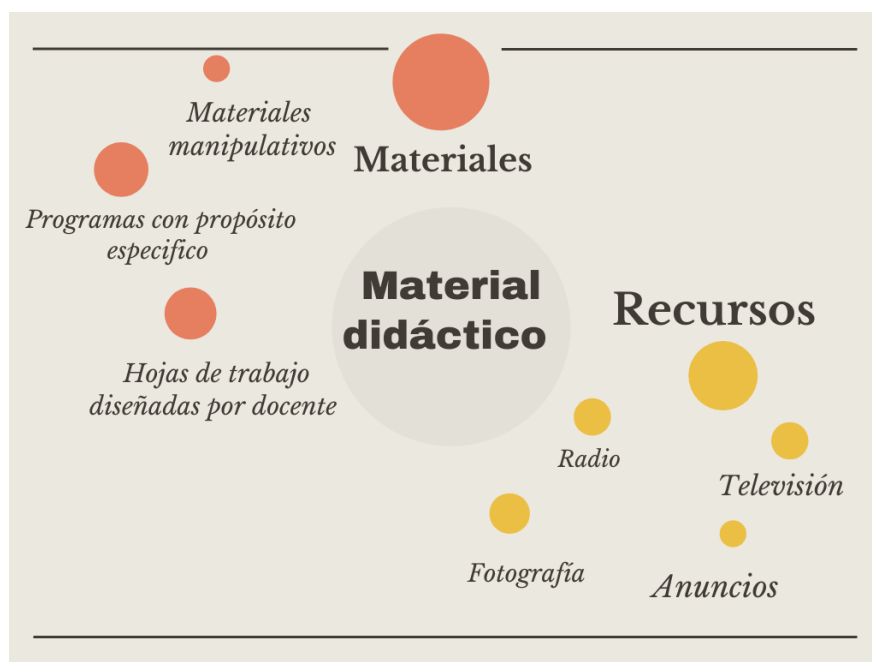 Materiales
manipulativos
Materiales
Programas con propósito
especifico
Material
didáctico
Recursos
Hojas de trabajo
diseñadas por docente
Radio
Televisión
Fotografía
Anuncios